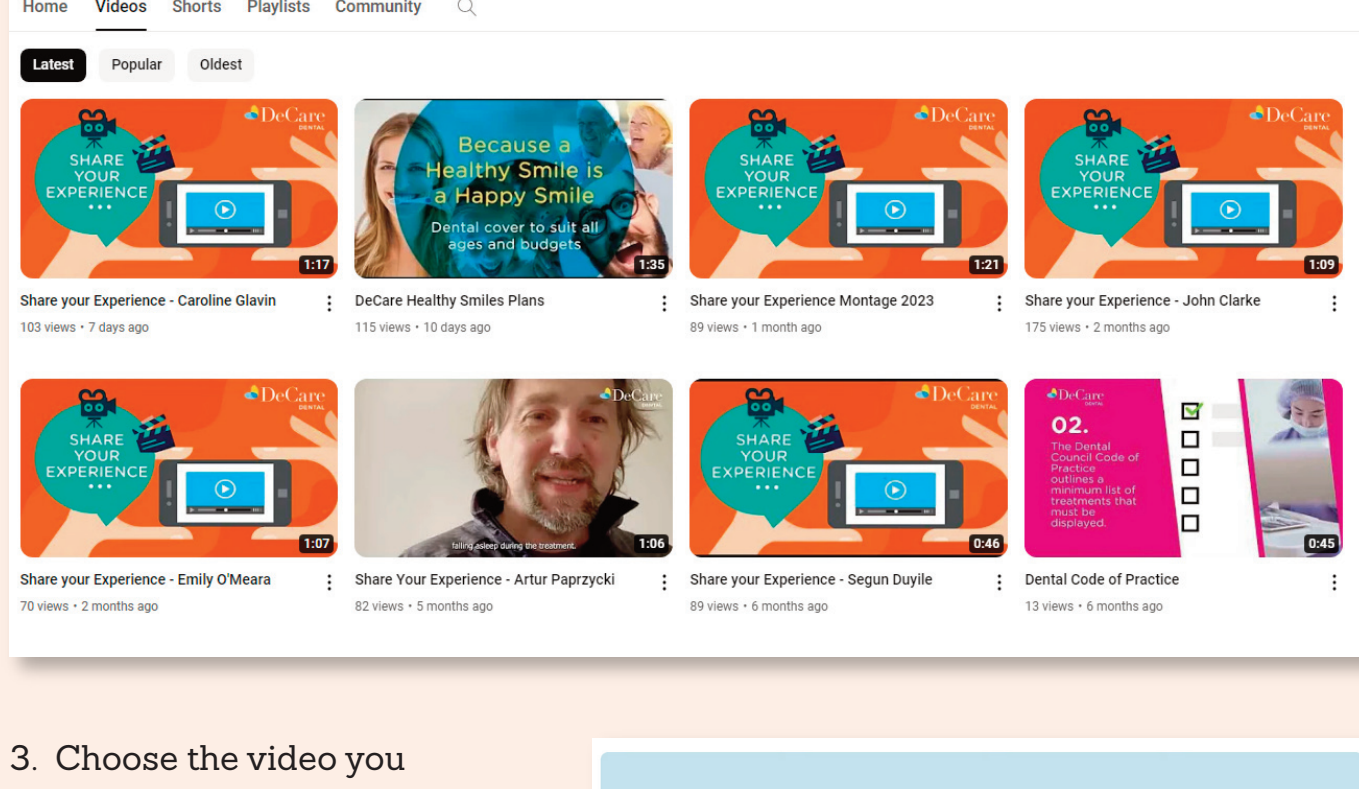 Home Videos Shorts Playlists Community
Latest Popular Oldest
DeCare
DENTAL
SHARE
YOUR
EXPERIENCE
1:17
Because a
Healthy Smile is
a Happy Smile
Dental cover to suit all
ages and budgets
1:35
DeCare
DENTAL
SHARE
YOUR
EXPERIENCE
1:21
DeCare
DENTAL
SHARE
YOUR
EXPERIENCE
1:09
Share your Experience - Caroline Glavin
103 views • 7 days ago
DeCare Healthy Smiles Plans
115 views • 10 days ago
Share your Experience Montage 2023
89 views • 1 month ago
Share your Experience - John Clarke
175 views • 2 months ago
DeCare
DENTAL
SHARE
YOUR
EXPERIENCE
1:07
DeCare
DENTAL
falling asleep during the treatment.
1:06
DeCare
DENTAL
SHARE
YOUR
EXPERIENCE
0:46
DeCare
DENTAL
02.
The Dental
Council Code of
Practice
outlines a
minimum list of
treatments that
must be
displayed.
0:45
Share your Experience - Emily O'Meara
70 views • 2 months ago
Share Your Experience - Artur Paprzycki
82 views • 5 months ago
Share your Experience - Segun Duyile
89 views • 6 months ago
Dental Code of Practice
13 views • 6 months ago
3. Choose the video you